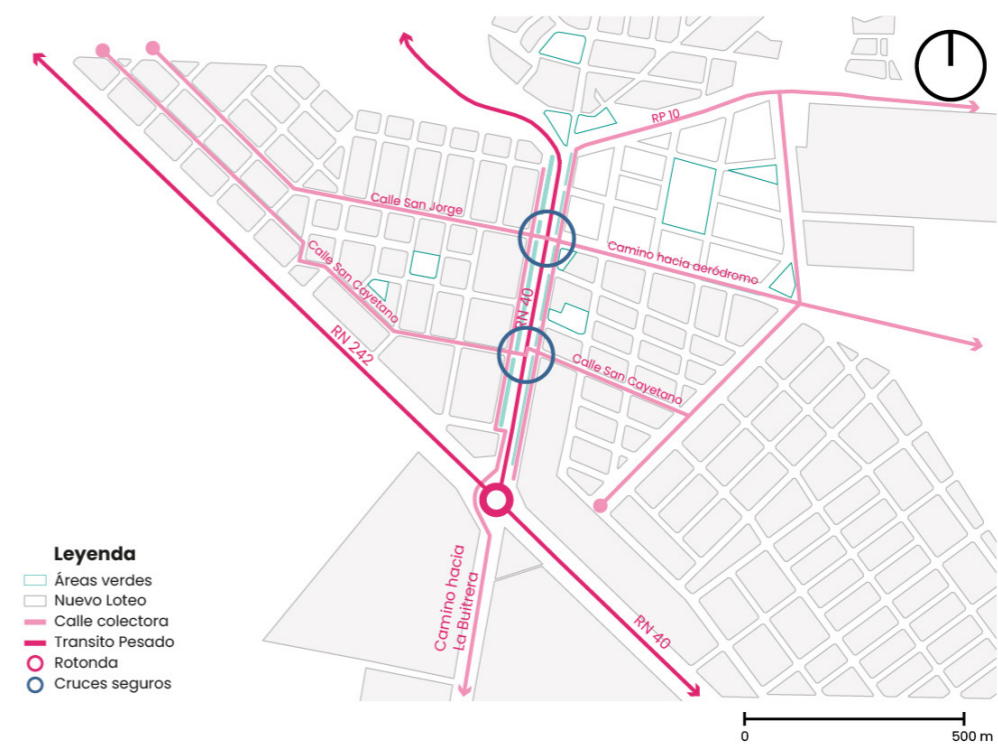 RP 10
Calle San Jorge
Camino hacia aeródromo
Calle San Cayetano
RN 40
RN 242
Calle San Cayetano
Leyenda
Áreas verdes
Nuevo Loteo
Calle colectora
Transito Pesado
Rotonda
Cruces seguros
Camino hacia
La Buitrera
RN 40
0
500 m